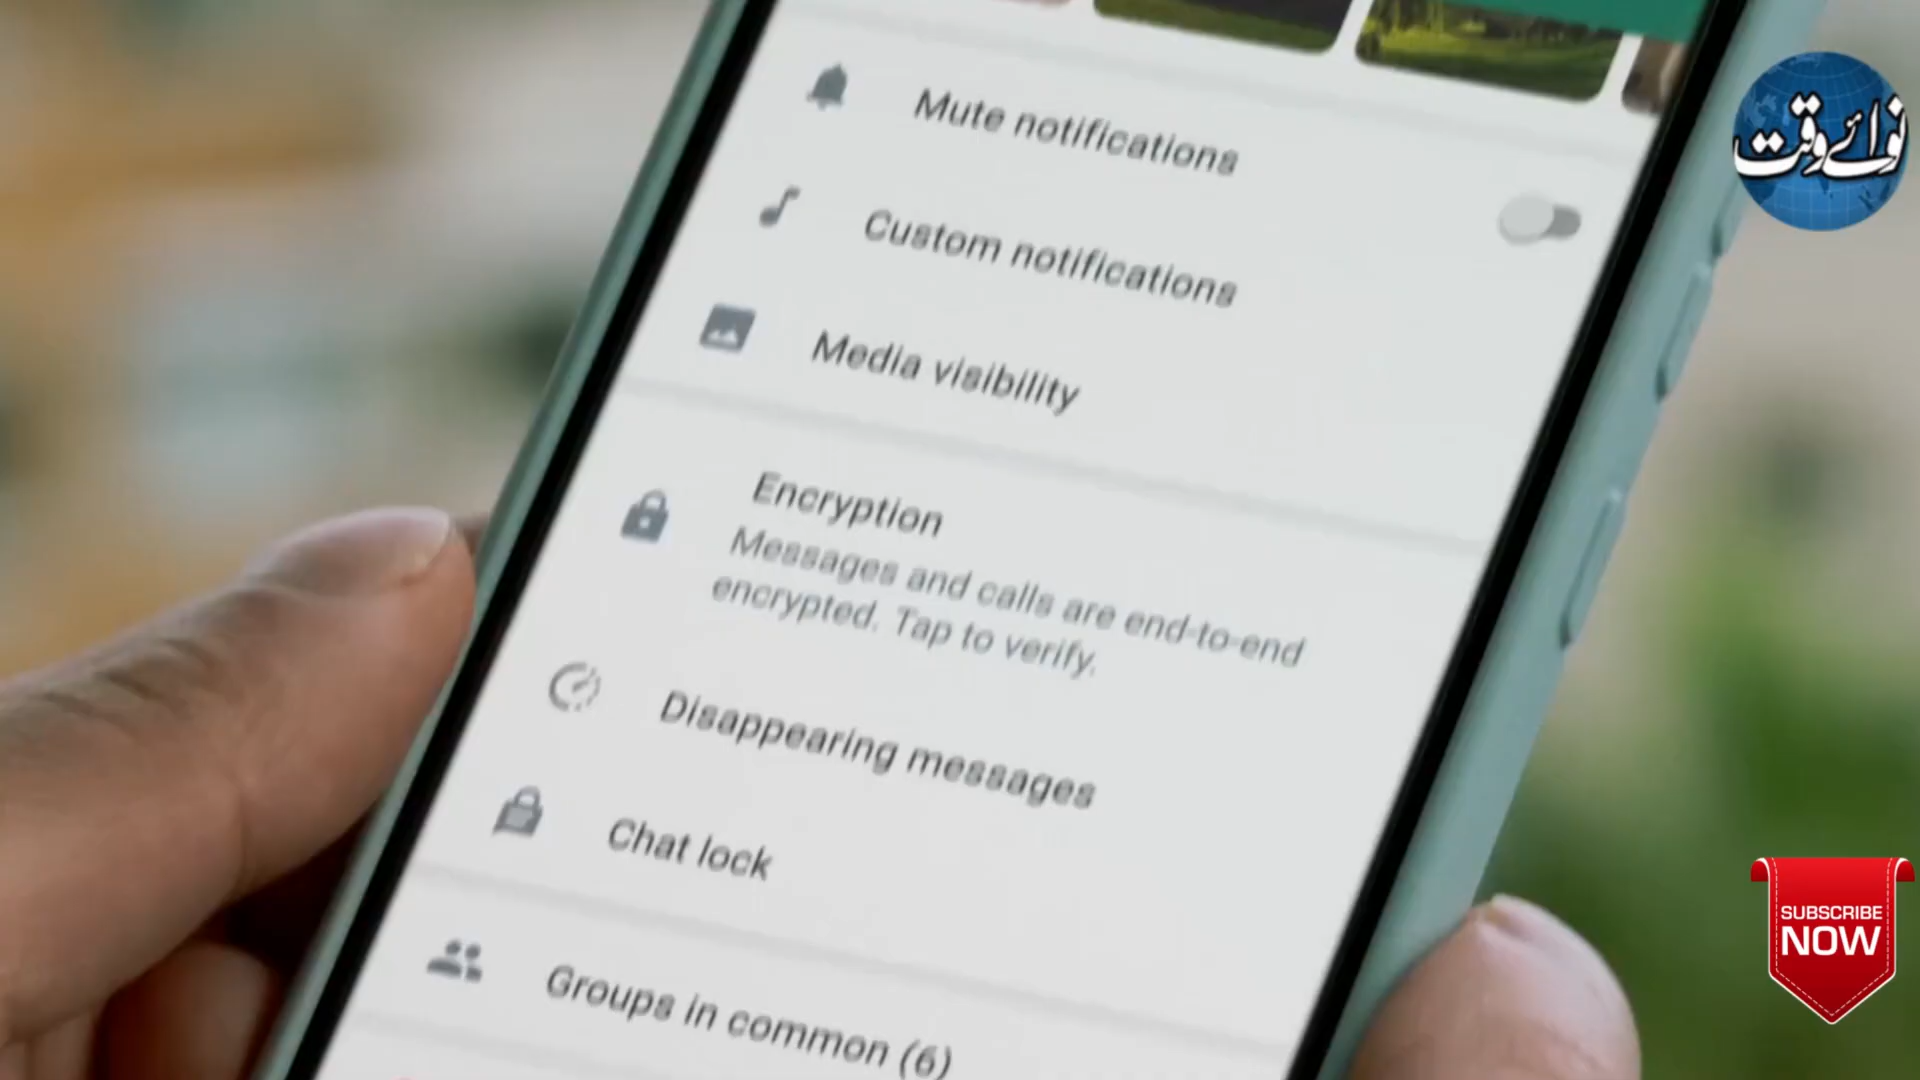 Mute notifications
نوائے وقت
Custom notifications
Media visibility
Encryption
Messages and calls are end-to-end
encrypted. Tap to verify.
Disappearing messages
Chat lock
SUBSCRIBE
NOW
Groups in common (6)